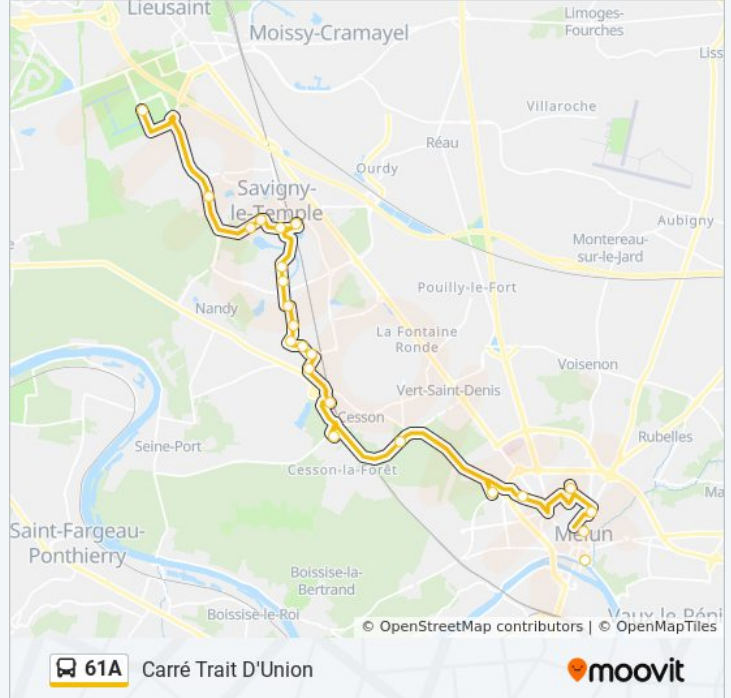 Lieusaint
Moissy-Cramayel
Limoges-
Fourches
Liss
Villaroche
Réau
Ourdy
Savigny-
le-Temple
Aubigny
Montereau-
sur-le-Jard
Pouilly-le-Fort
Nandy
La Fontaine
Ronde
Voisenon
Vert-Saint-Denis
Cesson
Rubelles
Seine-Port
Cesson-la-Forêt
Ma
Saint-Fargeau-
Ponthierry
Melun
Boissise-la-
Bertrand
Boissise-le-Roi
Vaux-le-Péni
© OpenStreetMap contributors | © OpenMapTiles
61A Carré Trait D'Union
moovit